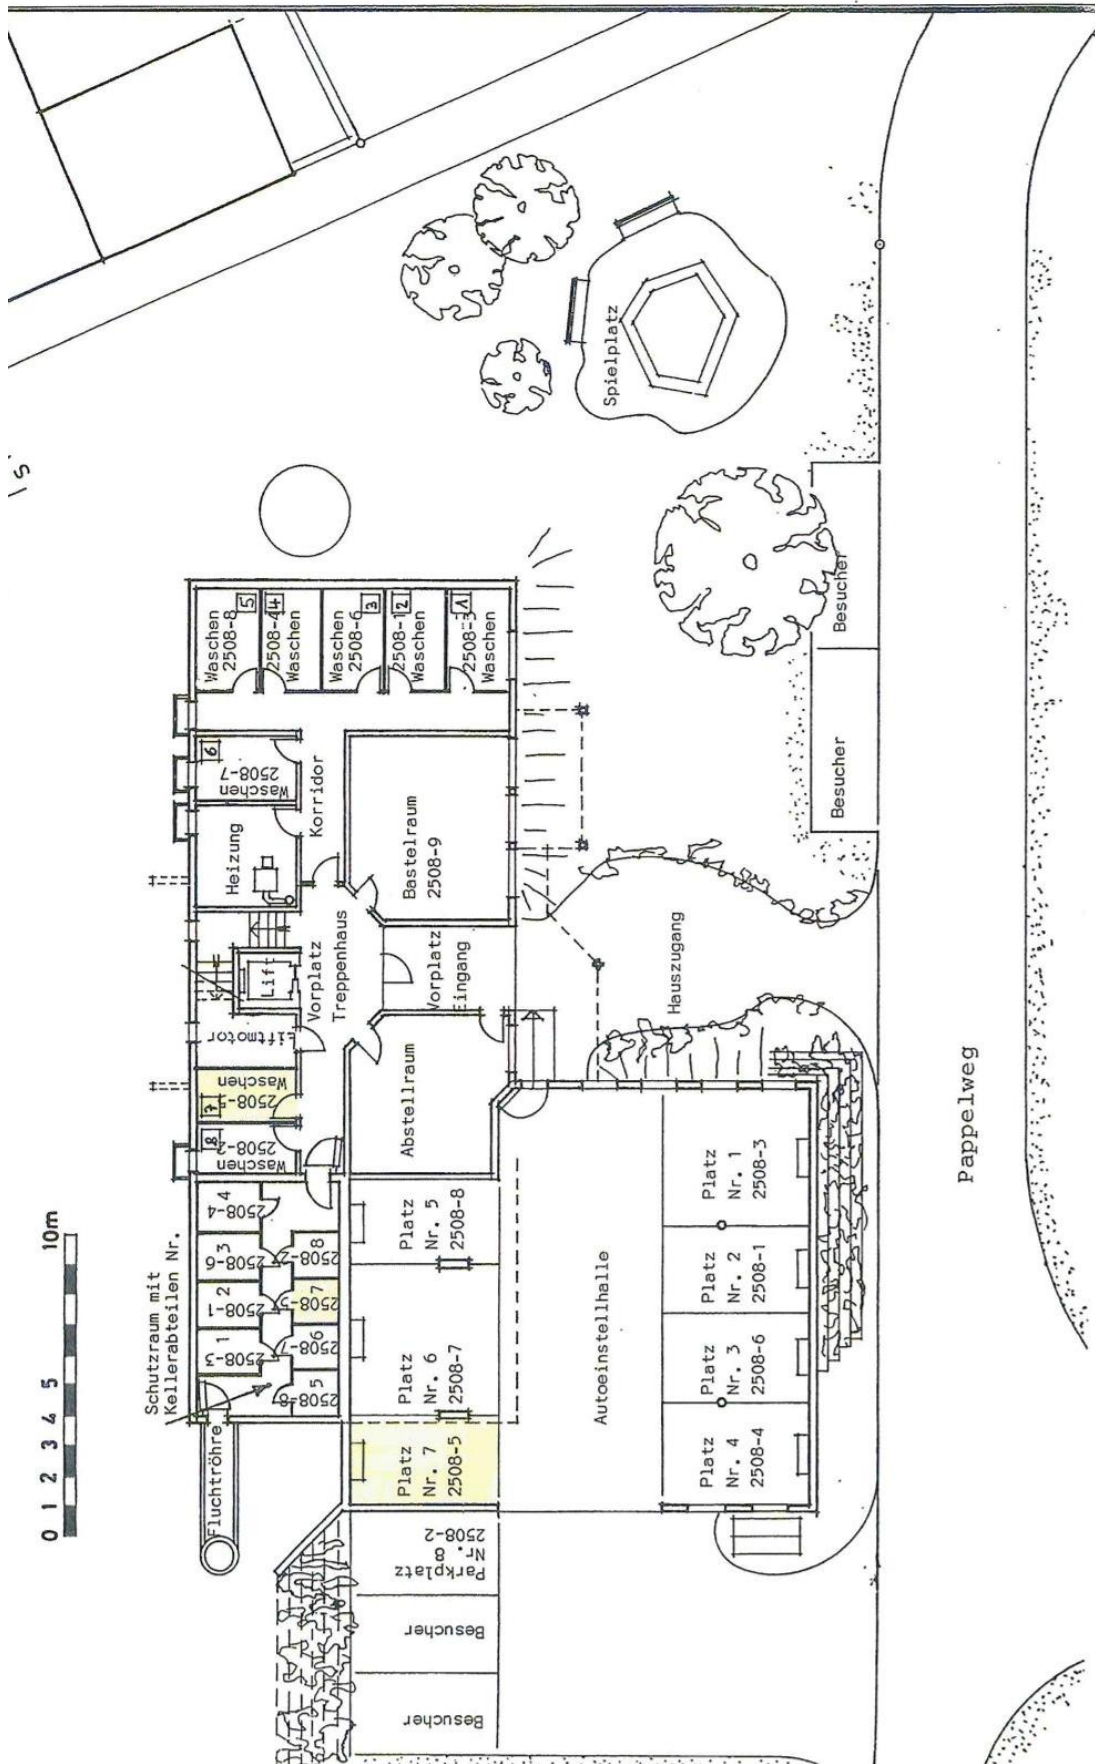 S
Spielplatz
Besucher
Besucher
5
Waschen
2508-8
4
2508-4
Waschen
3
Waschen
2508-6
2
2508-1
Waschen
1
2508-3
Waschen
6
Waschen
2508-7
Korridor
Heizung
Bastelraum
2508-9
Vorplatz
Treppenhaus
Lift
Vorplatz
Eingang
Hauszugang
Liftmotor
7
Waschen
2508-5
8
Waschen
2508-2
Abstellraum
Pappelweg
0 1 2 3 4 5 10m
Schutzraum mit
Kellerabteilen Nr.
4
2508-4
3
2508-6
2
2508-1
1
2508-3
8
2508-2
7
2508-5
6
2508-7
5
2508-8
Fluchtröhre
Platz
Nr. 5
2508-8
Platz
Nr. 6
2508-7
Platz
Nr. 7
2508-5
Autoeinstellhalle
Platz
Nr. 1
2508-3
Platz
Nr. 2
2508-1
Platz
Nr. 3
2508-6
Platz
Nr. 4
2508-4
Parkplatz
Nr. 8
2508-2
Besucher
Besucher